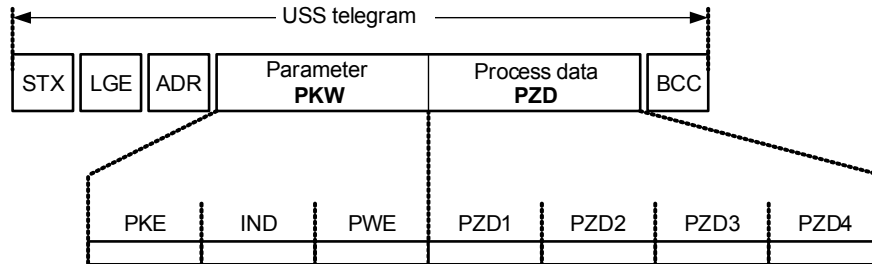 USS telegram
STX LGE ADR Parameter PKW Process data PZD BCC
PKE IND PWE PZD1 PZD2 PZD3 PZD4